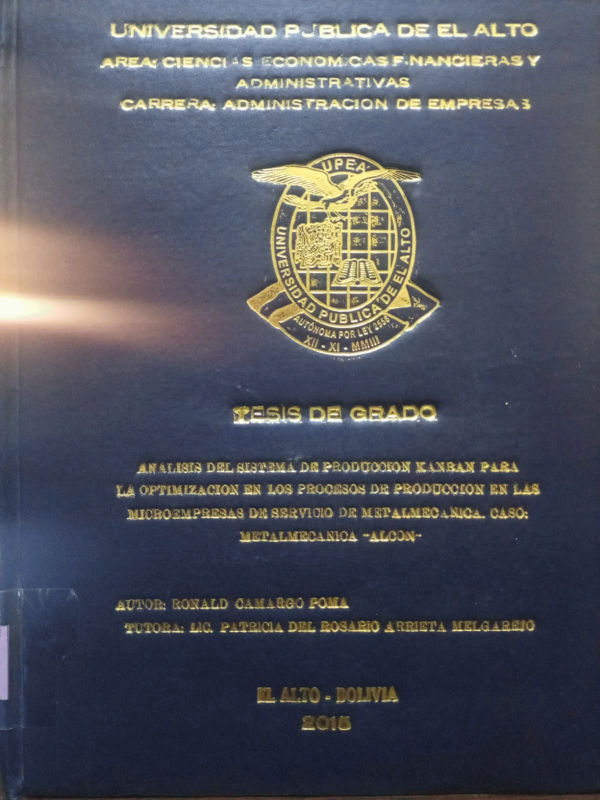 UNIVERSIDAD PUBLICA DE EL ALTO
AREA: CIENCIAS ECONOMICAS FINANCIERAS Y
ADMINISTRATIVAS
CARRERA: ADMINISTRACION DE EMPRESAS
UPEA
UNIVERSIDAD PUBLICA DE EL ALTO
AUTÓNOMA POR LEY 2556
XII - XI - MMIII
TESIS DE GRADO
ANALISIS DEL SISTEMA DE PRODUCCION KANBAN PARA
LA OPTIMIZACION EN LOS PROCESOS DE PRODUCCION EN LAS
MICROEMPRESAS DE SERVICIO DE METALMECANICA. CASO:
METALMECANICA "ALCON"
AUTOR: RONALD CAMARGO POMA
TUTORA: LIC. PATRICIA DEL ROSARIO ARRIETA MELGAREJO
EL ALTO - BOLIVIA
2015